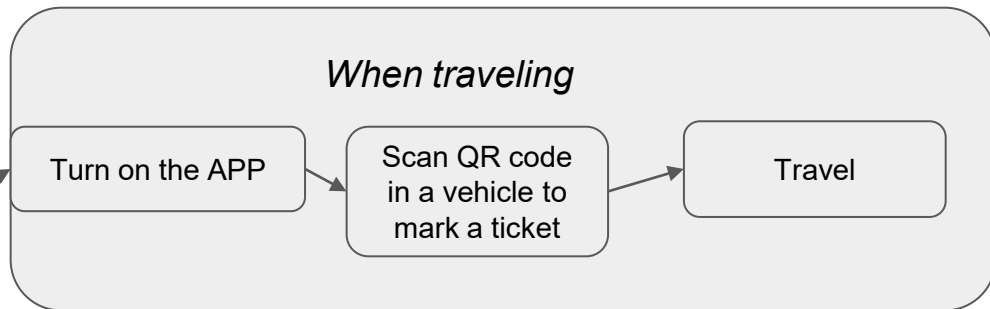 When traveling
Turn on the APP
Scan QR code
in a vehicle to
mark a ticket
Travel